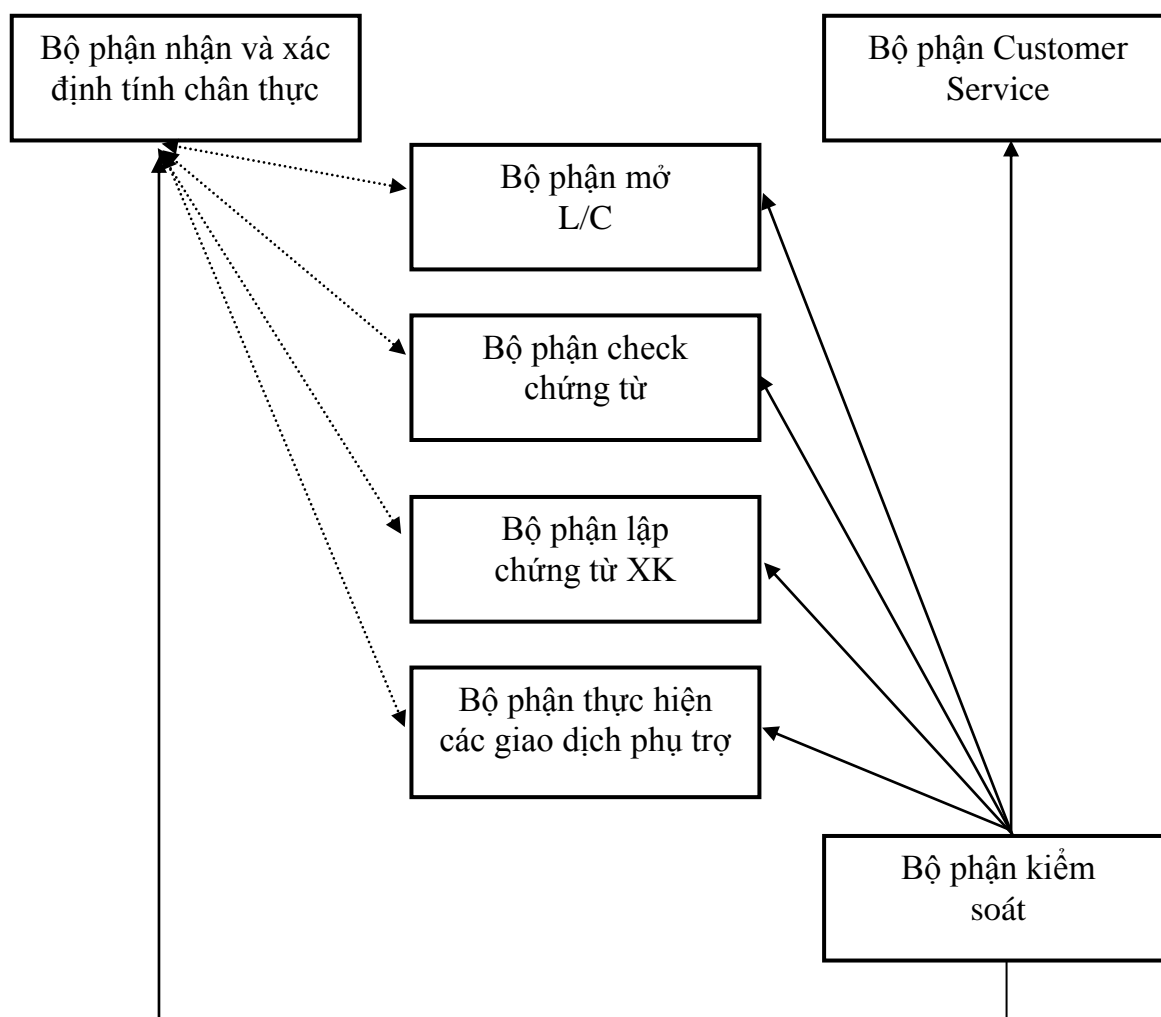 Bộ phận nhận và xác
định tính chân thực
Bộ phận Customer
Service
Bộ phận mở
L/C
Bộ phận check
chứng từ
Bộ phận lập
chứng từ XK
Bộ phận thực hiện
các giao dịch phụ trợ
Bộ phận kiểm
soát